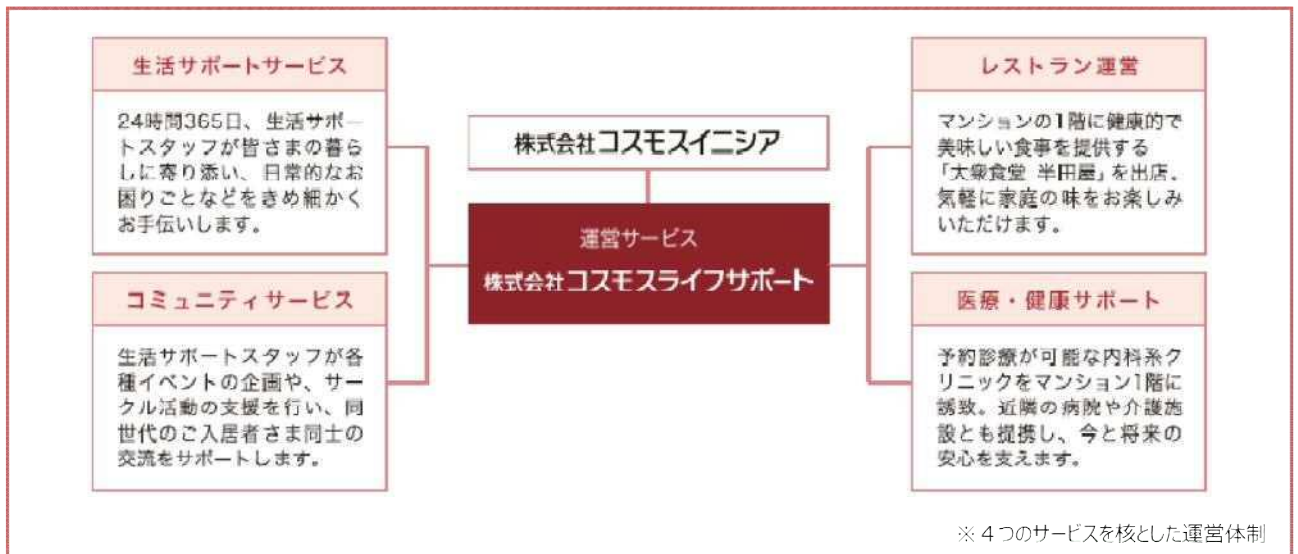 生活サポートサービス
24時間365日、生活サポー
トスタッフが皆さまの暮ら
しに寄り添い、日常的なお
困りごとなどをきめ細かく
お手伝いします。
コミュニティサービス
生活サポートスタッフが各
種イベントの企画や、サー
クル活動の支援を行い、同
世代のご入居者さま同士の
交流をサポートします。
株式会社コスモスイニシア
運営サービス
株式会社コスモスライフサポート
レストラン運営
マンションの1階に健康的で
美味しい食事を提供する
「大衆食堂 半田屋」を出店。
気軽に家庭の味をお楽しみ
いただけます。
医療・健康サポート
予約診療が可能な内科系ク
リニックをマンション1階に
誘致。近隣の病院や介護施
設とも提携し、今と将来の
安心を支えます。
※４つのサービスを核とした運営体制